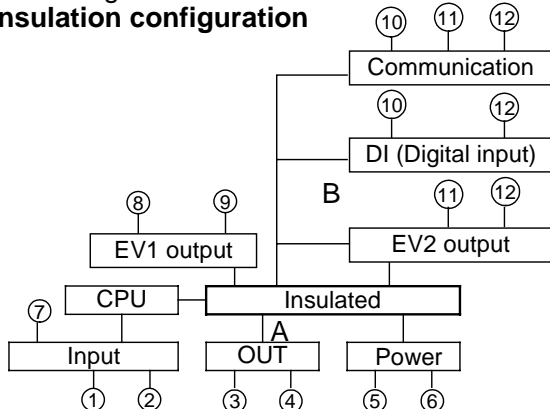 nsulation configuration
⑩ ⑪ ⑫
Communication
⑩ ⑫
DI (Digital input)
B
⑧ ⑨ ⑪ ⑫
EV1 output EV2 output
CPU Insulated
⑦ A
Input OUT Power
① ② ③ ④ ⑤ ⑥